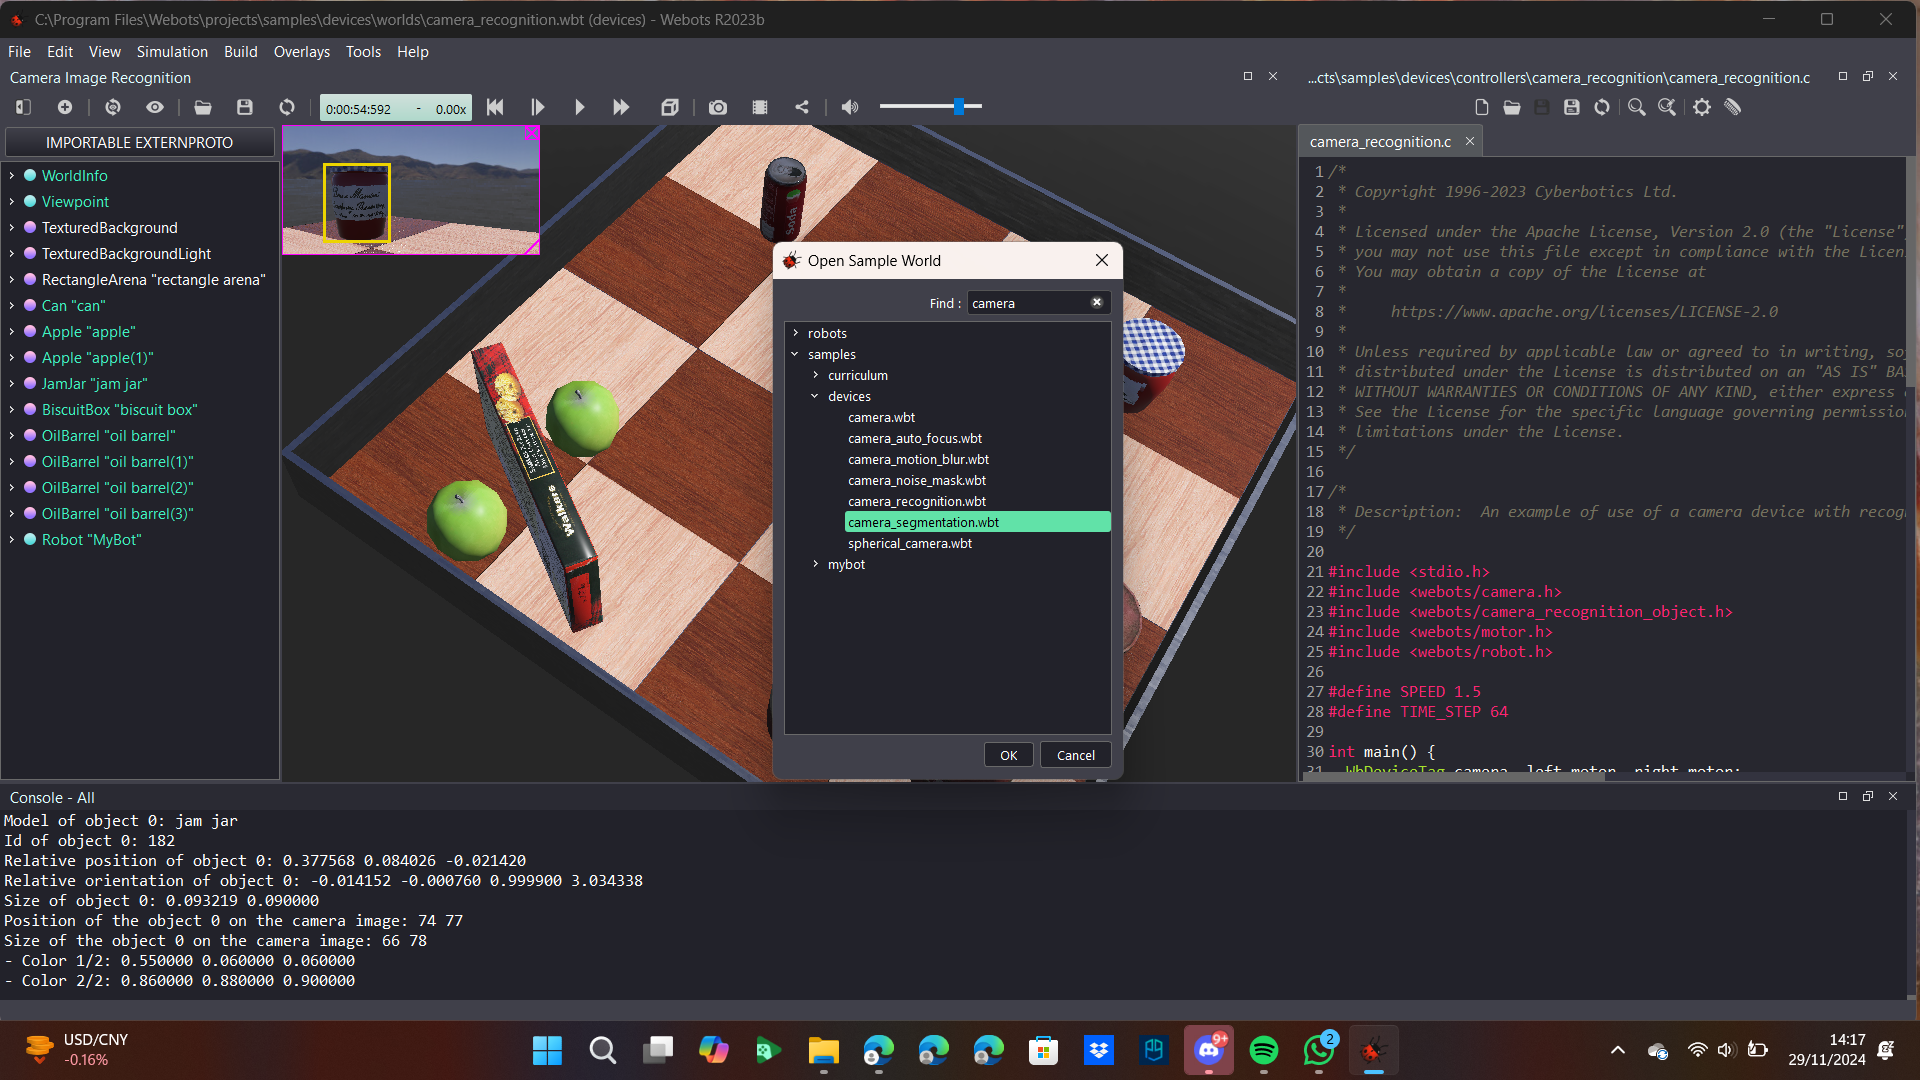 C:\Program Files\Webots\projects\samples\devices\worlds\camera_recognition.wbt (devices) - Webots R2023b
File Edit View Simulation Build Overlays Tools Help
Camera Image Recognition
0:00:54:592 - 0.00x
IMPORTABLE EXTERNPROTO
WorldInfo
Viewpoint
TexturedBackground
TexturedBackgroundLight
RectangleArena "rectangle arena"
Can "can"
Apple "apple"
Apple "apple(1)"
JamJar "jam jar"
BiscuitBox "biscuit box"
OilBarrel "oil barrel"
OilBarrel "oil barrel(1)"
OilBarrel "oil barrel(2)"
OilBarrel "oil barrel(3)"
Robot "MyBot"
soda
Walkers
Open Sample World
Find :
camera
robots
samples
curriculum
devices
camera.wbt
camera_auto_focus.wbt
camera_motion_blur.wbt
camera_noise_mask.wbt
camera_recognition.wbt
camera_segmentation.wbt
spherical_camera.wbt
mybot
OK
Cancel
...cts\samples\devices\controllers\camera_recognition\camera_recognition.c
camera_recognition.c
1 /*
2 * Copyright 1996-2023 Cyberbotics Ltd.
3 *
4 * Licensed under the Apache License, Version 2.0 (the "License"
5 * you may not use this file except in compliance with the Licen
6 * You may obtain a copy of the License at
7 *
8 * https://www.apache.org/licenses/LICENSE-2.0
9 *
10 * Unless required by applicable law or agreed to in writing, so
11 * distributed under the License is distributed on an "AS IS" BA
12 * WITHOUT WARRANTIES OR CONDITIONS OF ANY KIND, either express
13 * See the License for the specific language governing permissio
14 * limitations under the License.
15 */
16
17 /*
18 * Description: An example of use of a camera device with recog
19 */
20
21 #include <stdio.h>
22 #include <webots/camera.h>
23 #include <webots/camera_recognition_object.h>
24 #include <webots/motor.h>
25 #include <webots/robot.h>
26
27 #define SPEED 1.5
28 #define TIME_STEP 64
29
30 int main() {
31 WbDeviceTag camera, left_motor, right_motor;
Console - All
Model of object 0: jam jar
Id of object 0: 182
Relative position of object 0: 0.377568 0.084026 -0.021420
Relative orientation of object 0: -0.014152 -0.000760 0.999900 3.034338
Size of object 0: 0.093219 0.090000
Position of the object 0 on the camera image: 74 77
Size of the object 0 on the camera image: 66 78
- Color 1/2: 0.550000 0.060000 0.060000
- Color 2/2: 0.860000 0.880000 0.900000
USD/CNY
-0.16%
9+
2
14:17
29/11/2024